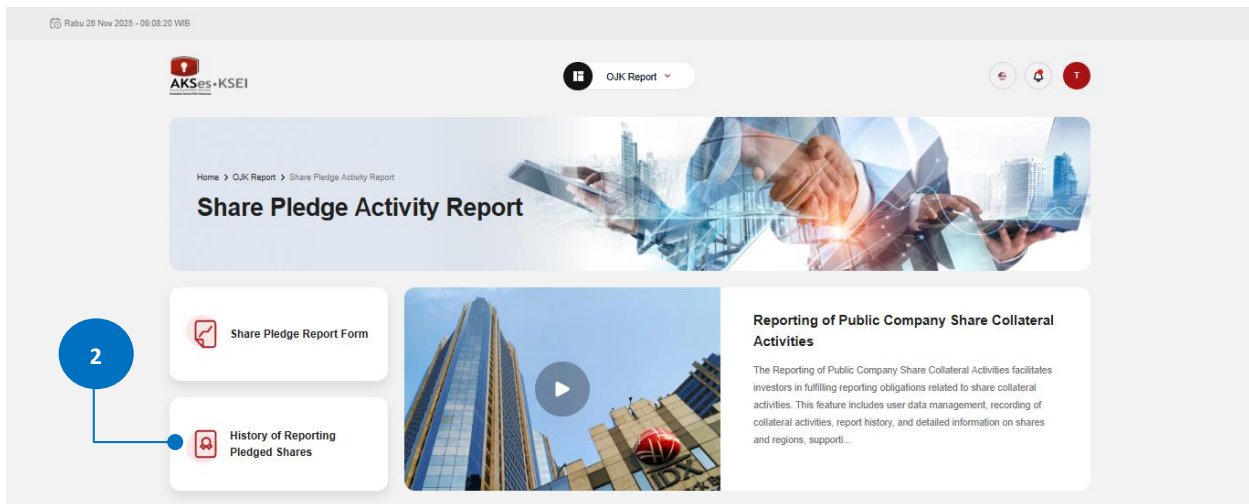 Rabu 26 Nov 2025 - 09:08:20 WIB
AKSes-KSEI
OJK Report
T
Home > OJK Report > Share Pledge Activity Report
Share Pledge Activity Report
Share Pledge Report Form
2
History of Reporting
Pledged Shares
IDX
Reporting of Public Company Share Collateral
Activities
The Reporting of Public Company Share Collateral Activities facilitates
investors in fulfilling reporting obligations related to share collateral
activities. This feature includes user data management, recording of
collateral activities, report history, and detailed information on shares
and regions, supporti...